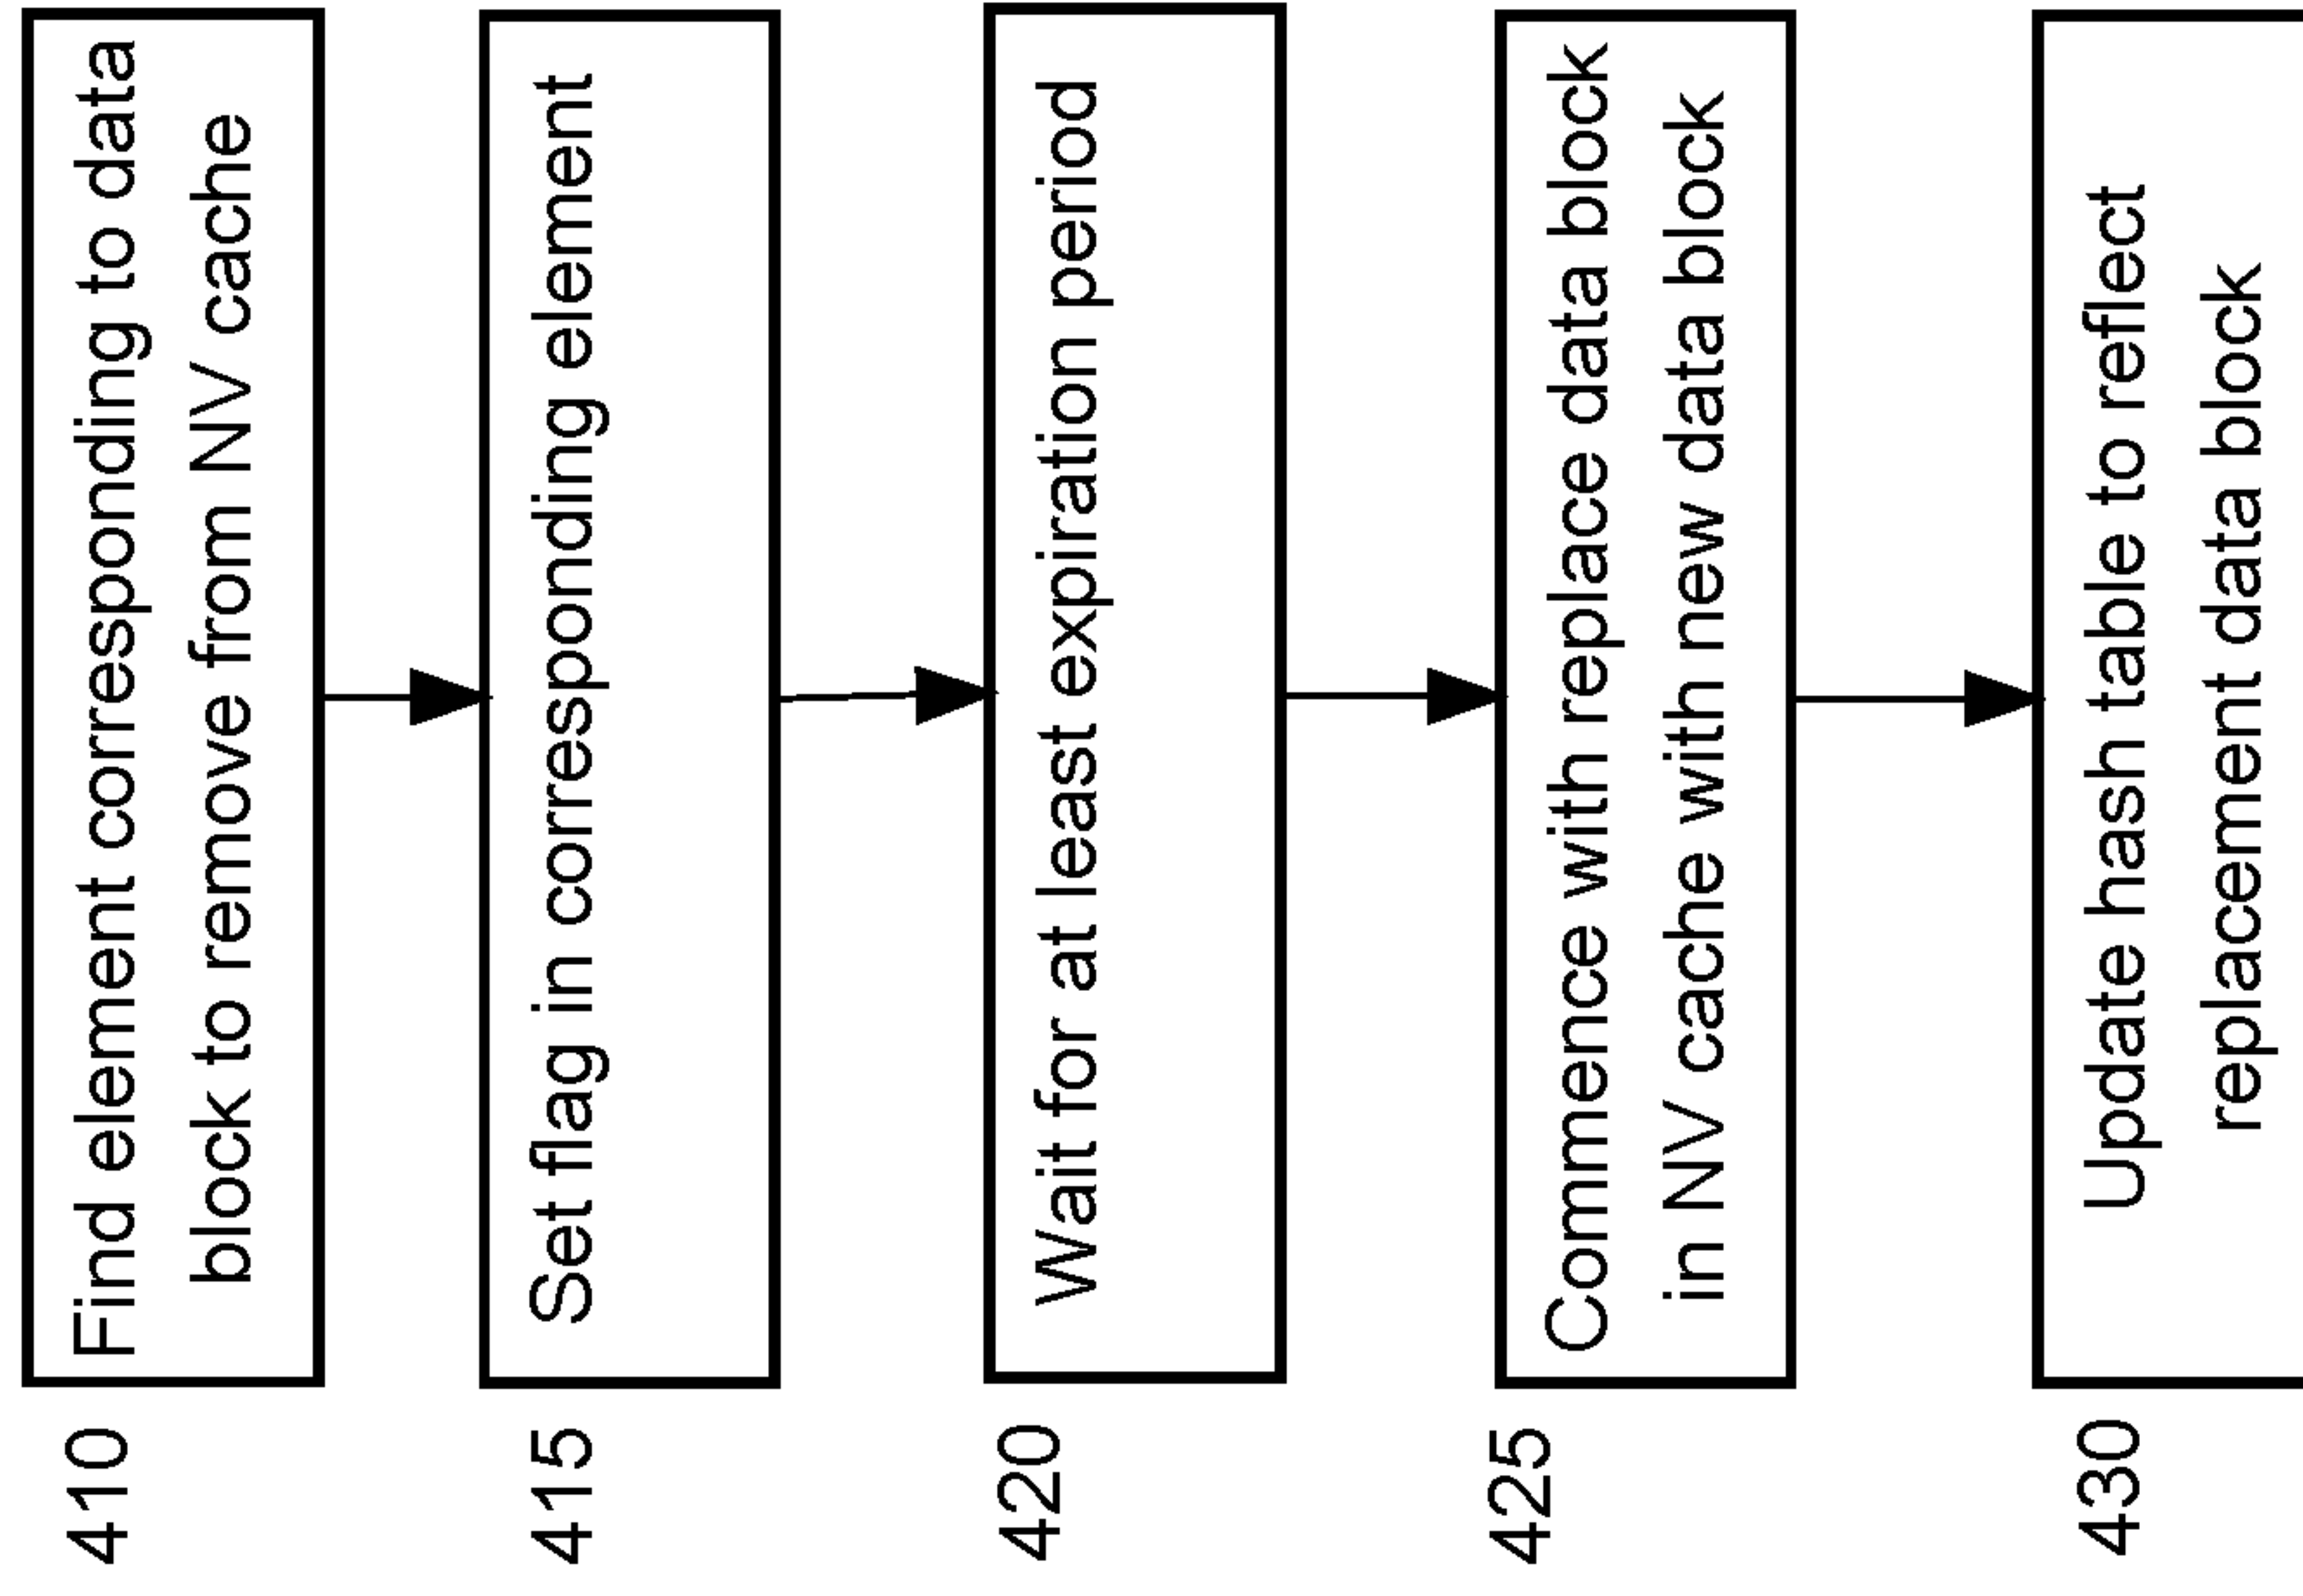 410
Find element corresponding to data
block to remove from NV cache
415
Set flag in corresponding element
420
Wait for at least expiration period
425
Commence with replace data block
in NV cache with new data block
430
Update hash table to reflect
replacement data block